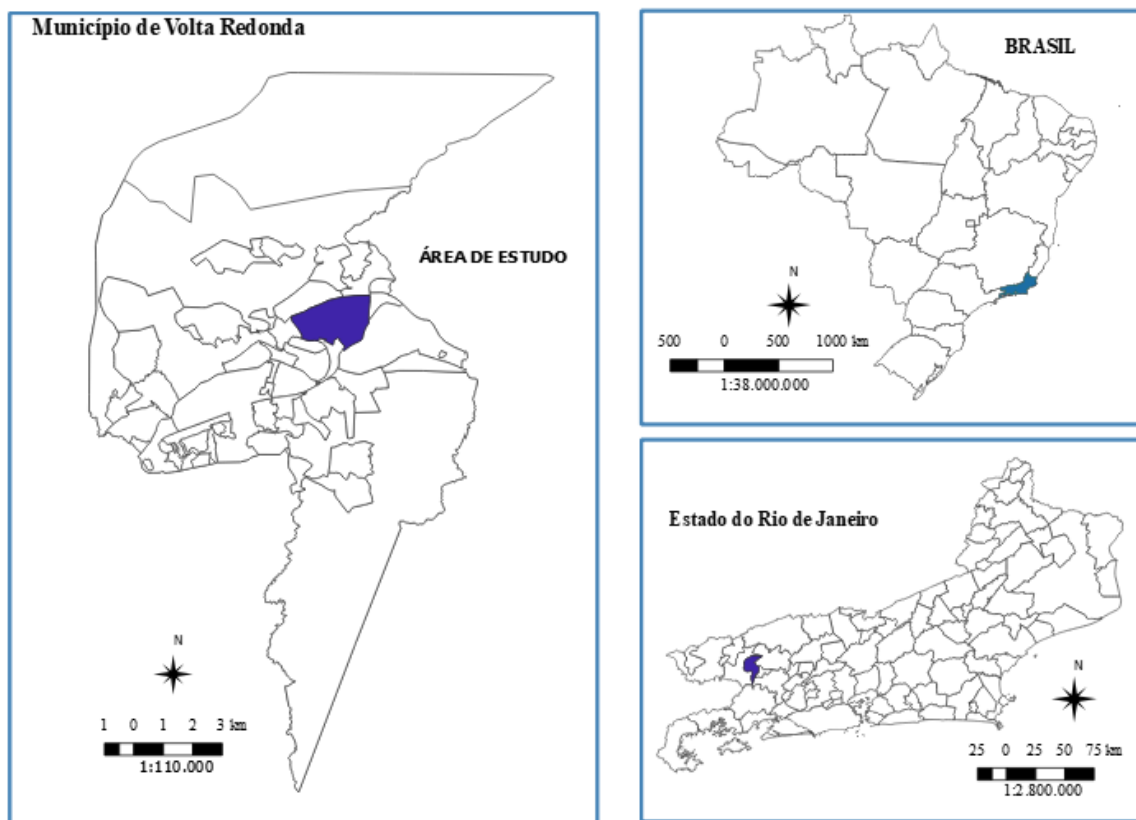 Município de Volta Redonda
ÁREA DE ESTUDO
N
1 0 1 2 3 km
1:110.000
BRASIL
N
500 0 500 1000 km
1:38.000.000
Estado do Rio de Janeiro
N
25 0 25 50 75 km
1:2.800.000